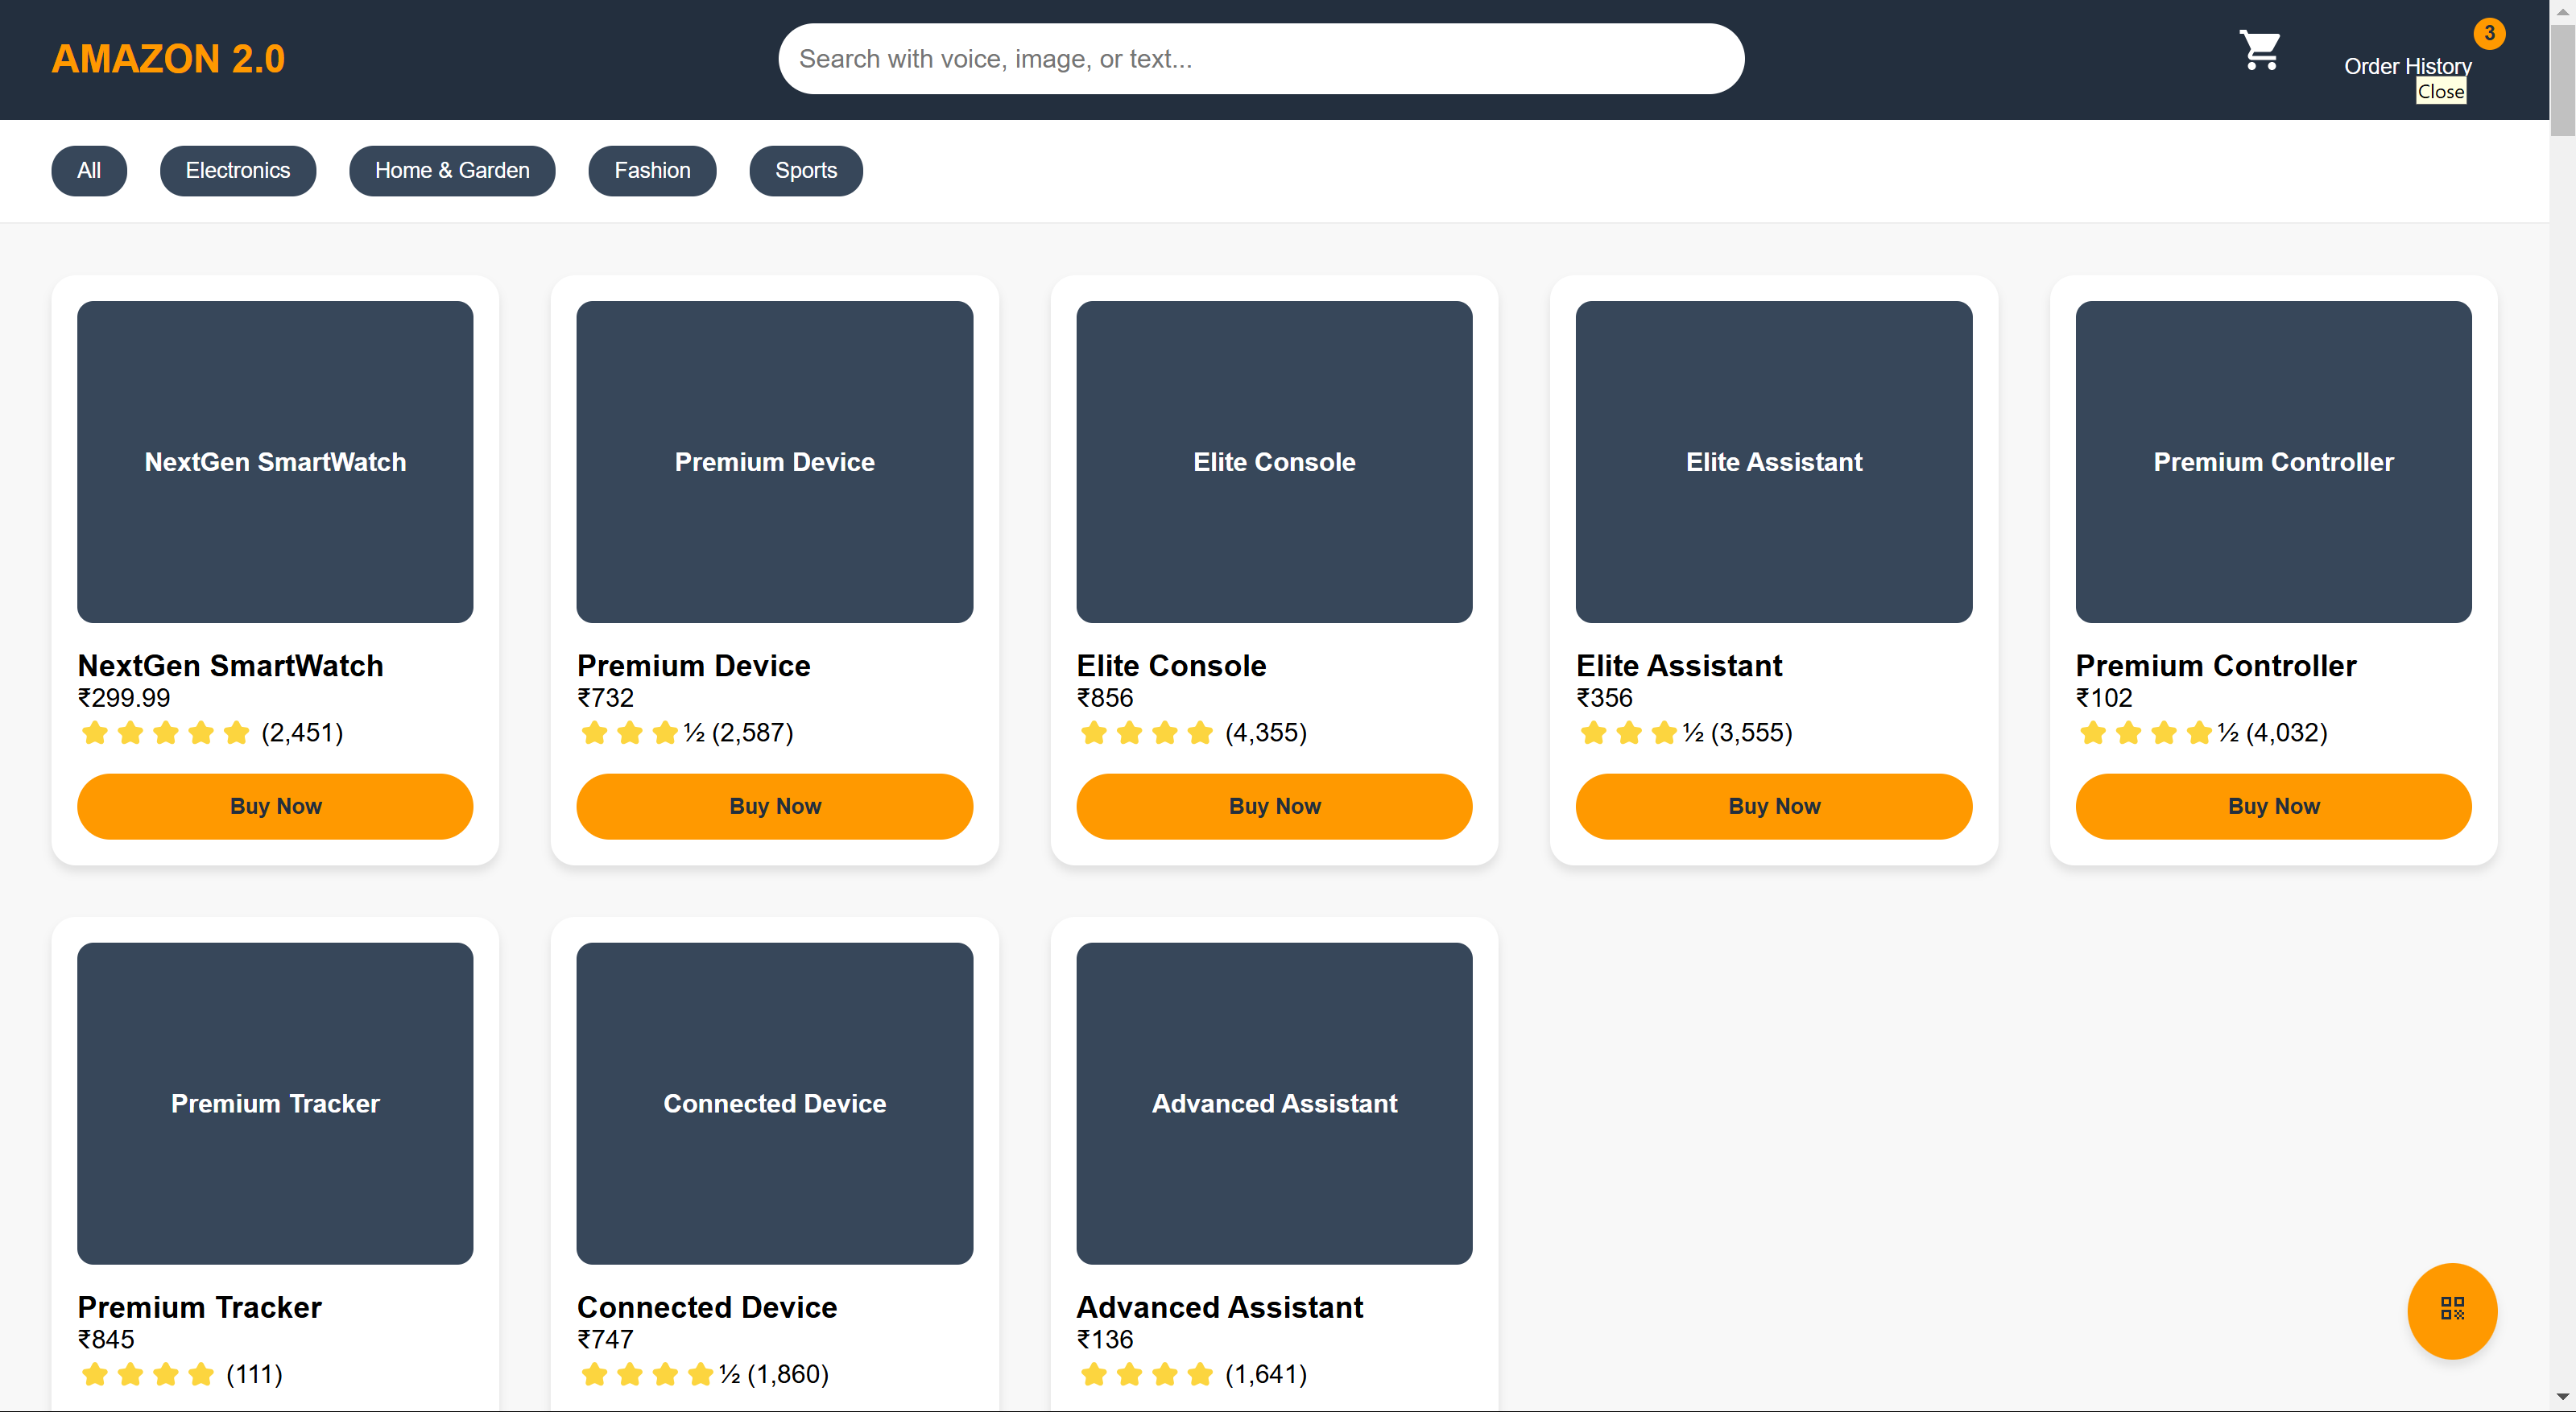 AMAZON 2.0
Search with voice, image, or text...
3
Order History
Close
All
Electronics
Home & Garden
Fashion
Sports
NextGen SmartWatch
Premium Device
Elite Console
Elite Assistant
Premium Controller
NextGen SmartWatch
₹299.99
(2,451)
Buy Now
Premium Device
₹732
½ (2,587)
Buy Now
Elite Console
₹856
(4,355)
Buy Now
Elite Assistant
₹356
½ (3,555)
Buy Now
Premium Controller
₹102
½ (4,032)
Buy Now
Premium Tracker
Connected Device
Advanced Assistant
Premium Tracker
₹845
(111)
Connected Device
₹747
½ (1,860)
Advanced Assistant
₹136
(1,641)